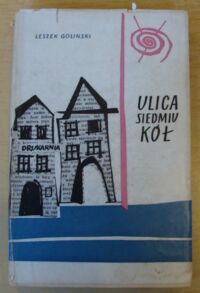 LESZEK GOLIŃSKI
ULICA
SIEDMIU
KÓŁ
DRUKARNIA